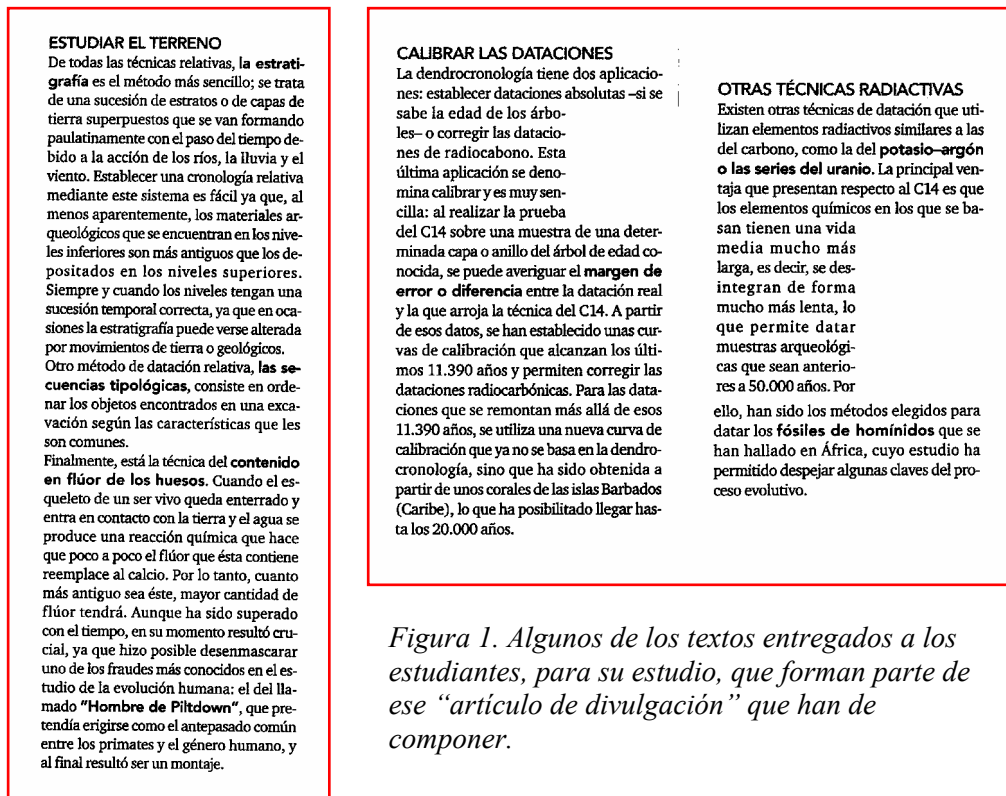 ESTUDIAR EL TERRENO
De todas las técnicas relativas, la estrati-
grafía es el método más sencillo; se trata
de una sucesión de estratos o de capas de
tierra superpuestos que se van formando
paulatinamente con el paso del tiempo de-
bido a la acción de los ríos, la lluvia y el
viento. Establecer una cronología relativa
mediante este sistema es fácil ya que, al
menos aparentemente, los materiales ar-
queológicos que se encuentran en los nive-
les inferiores son más antiguos que los de-
positados en los niveles superiores.
Siempre y cuando los niveles tengan una
sucesión temporal correcta, ya que en oca-
siones la estratigrafía puede verse alterada
por movimientos de tierra o geológicos.
Otro método de datación relativa, las se-
cuencias tipológicas, consiste en orde-
nar los objetos encontrados en una exca-
vación según las características que les
son comunes.
Finalmente, está la técnica del contenido
en flúor de los huesos. Cuando el es-
queleto de un ser vivo queda enterrado y
entra en contacto con la tierra y el agua se
produce una reacción química que hace
que poco a poco el flúor que ésta contiene
reemplace al calcio. Por lo tanto, cuanto
más antiguo sea éste, mayor cantidad de
flúor tendrá. Aunque ha sido superado
con el tiempo, en su momento resultó cru-
cial, ya que hizo posible desenmascarar
uno de los fraudes más conocidos en el es-
tudio de la evolución humana: el del lla-
mado "Hombre de Piltdown", que pre-
tendía erigirse como el antepasado común
entre los primates y el género humano, y
al final resultó ser un montaje.
CALIBRAR LAS DATACIONES
La dendrocronología tiene dos aplicacio-
nes: establecer dataciones absolutas –si se
sabe la edad de los árbo-
les– o corregir las datacio-
nes de radiocabono. Esta
última aplicación se deno-
mina calibrar y es muy sen-
cilla: al realizar la prueba
del C14 sobre una muestra de una deter-
minada capa o anillo del árbol de edad co-
nocida, se puede averiguar el margen de
error o diferencia entre la datación real
y la que arroja la técnica del C14. A partir
de esos datos, se han establecido unas cur-
vas de calibración que alcanzan los últi-
mos 11.390 años y permiten corregir las
dataciones radiocarbónicas. Para las data-
ciones que se remontan más allá de esos
11.390 años, se utiliza una nueva curva de
calibración que ya no se basa en la dendro-
cronología, sino que ha sido obtenida a
partir de unos corales de las islas Barbados
(Caribe), lo que ha posibilitado llegar has-
ta los 20.000 años.
OTRAS TÉCNICAS RADIACTIVAS
Existen otras técnicas de datación que uti-
lizan elementos radiactivos similares a las
del carbono, como la del potasio–argón
o las series del uranio. La principal ven-
taja que presentan respecto al C14 es que
los elementos químicos en los que se ba-
san tienen una vida
media mucho más
larga, es decir, se des-
integran de forma
mucho más lenta, lo
que permite datar
muestras arqueológi-
cas que sean anterio-
res a 50.000 años. Por
ello, han sido los métodos elegidos para
datar los fósiles de homínidos que se
han hallado en África, cuyo estudio ha
permitido despejar algunas claves del pro-
ceso evolutivo.
Figura 1. Algunos de los textos entregados a los
estudiantes, para su estudio, que forman parte de
ese “artículo de divulgación” que han de
componer.